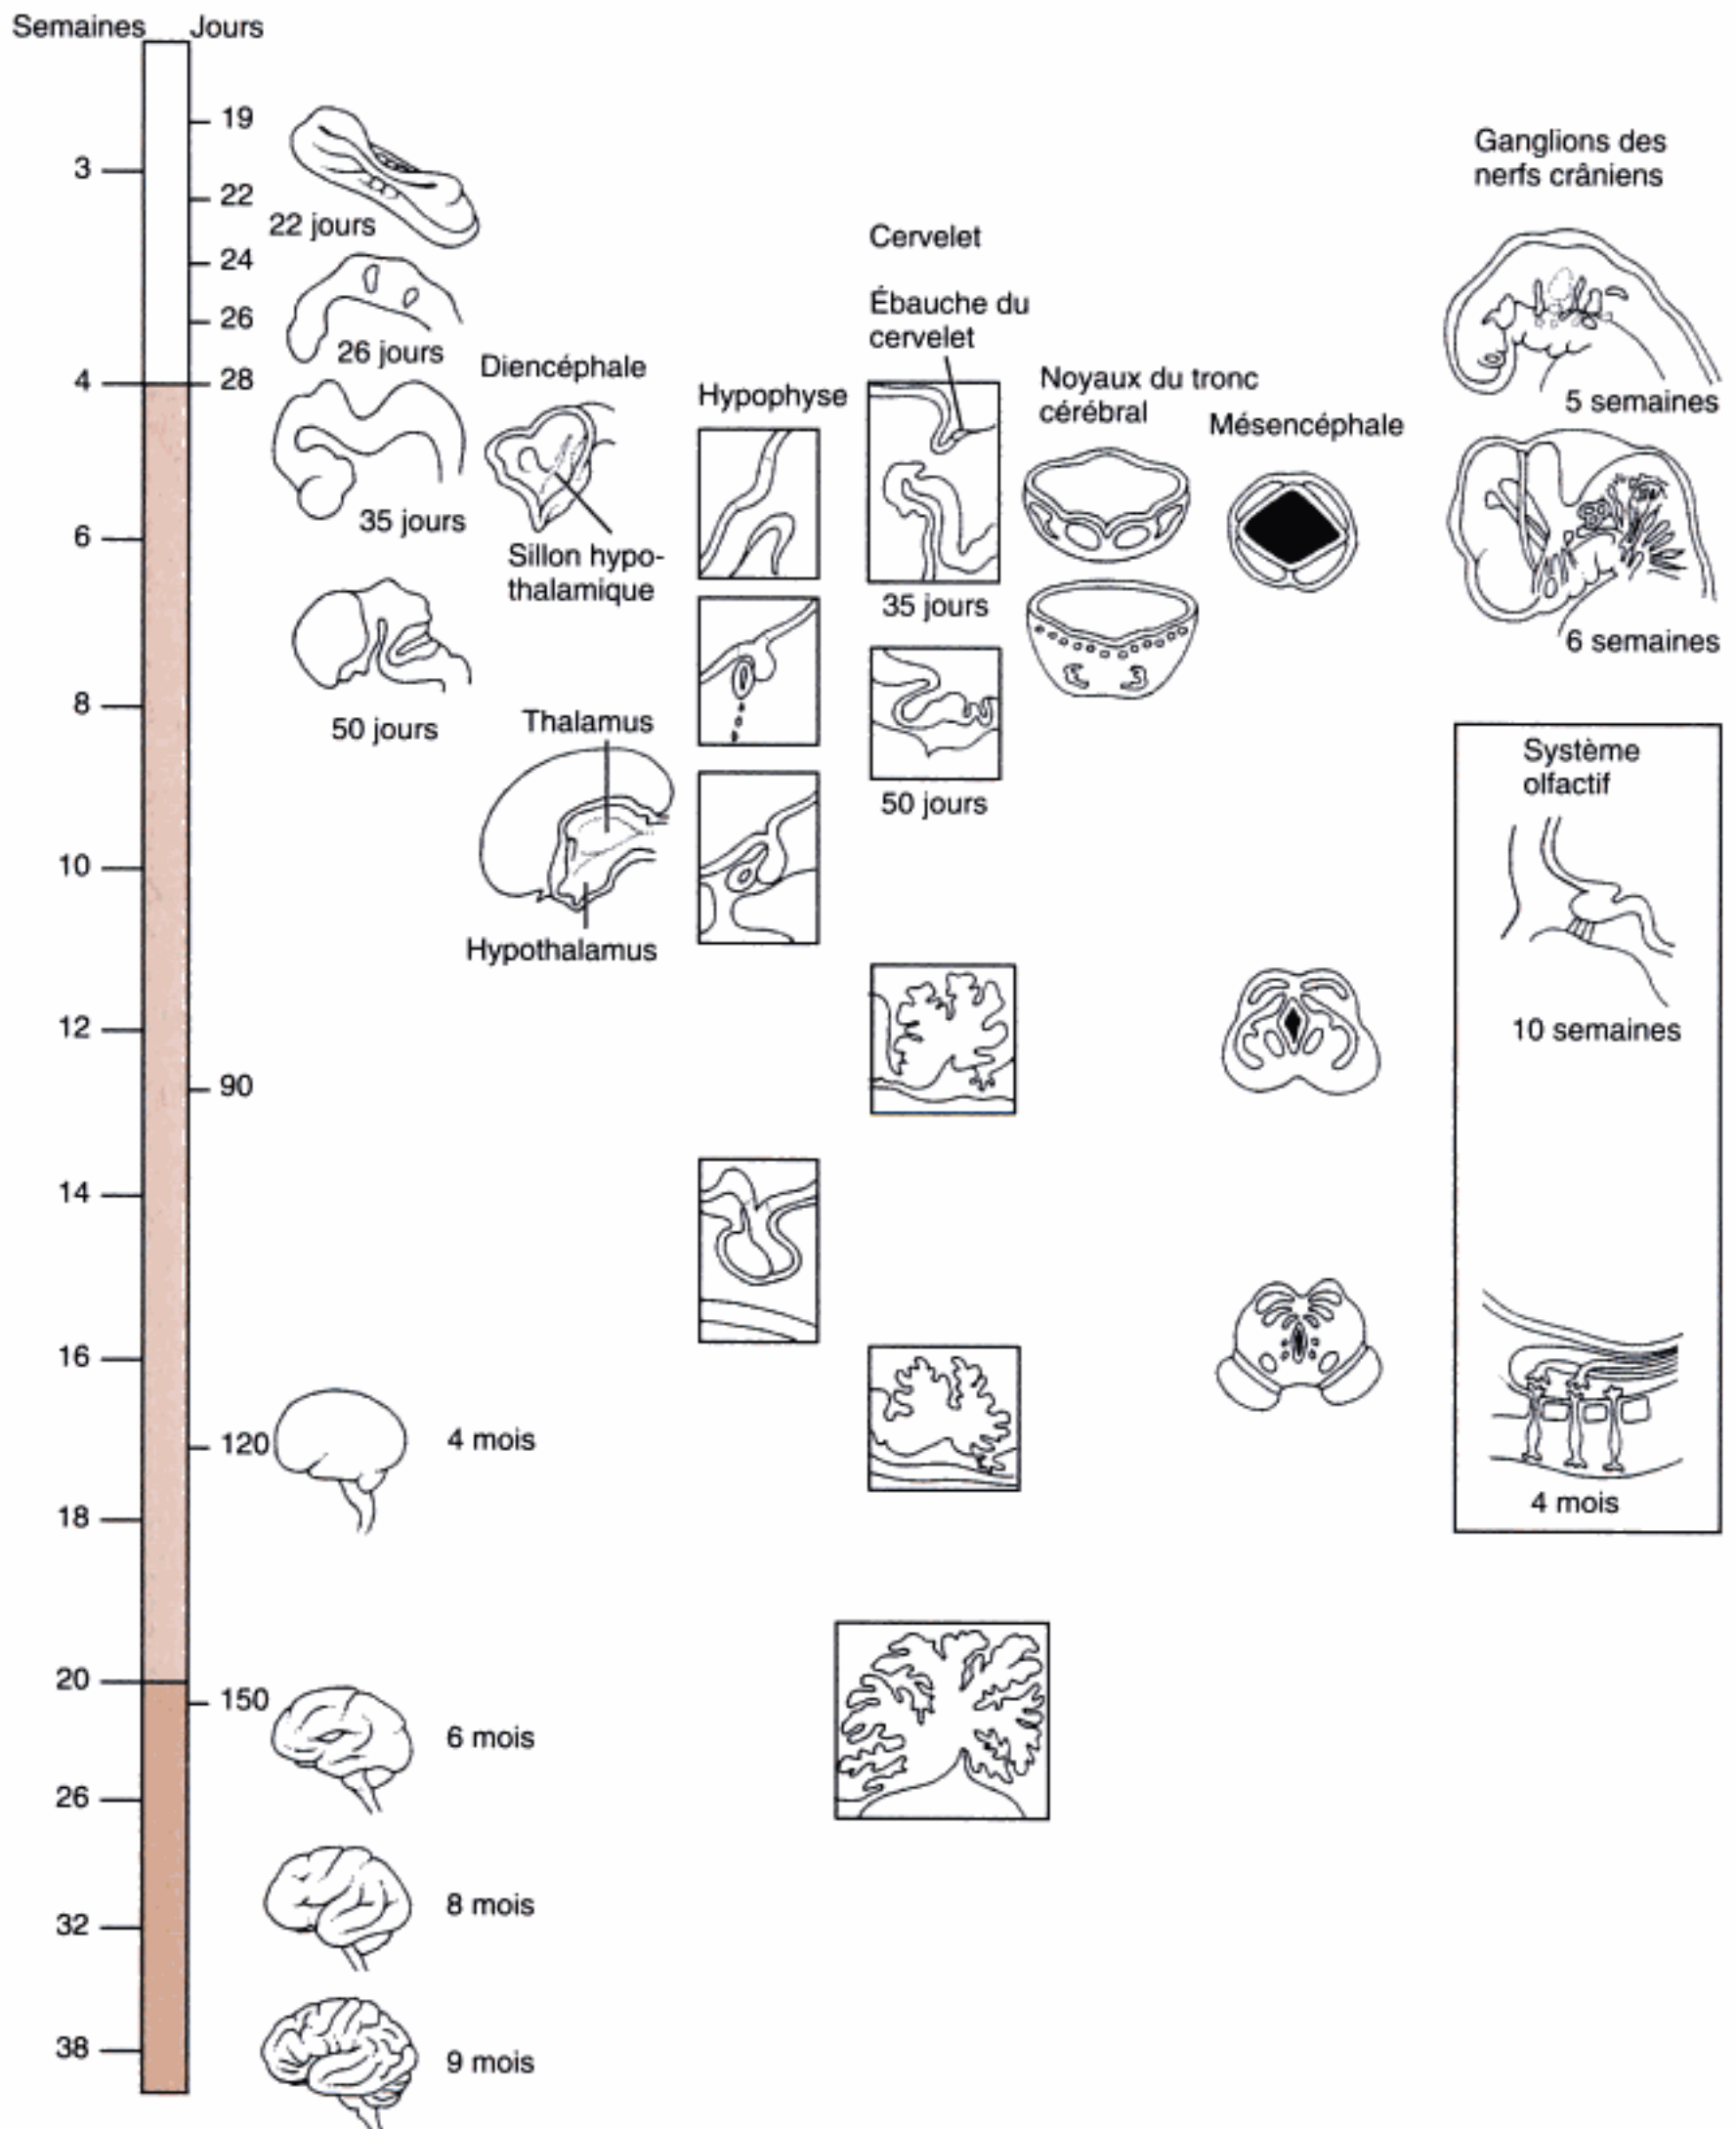 Semaines
Jours
19
3
22
24
26
4
28
6
8
10
12
90
14
16
120
18
20
150
26
32
38
22 jours
26 jours
35 jours
50 jours
4 mois
6 mois
8 mois
9 mois
Diencéphale
Sillon hypo-
thalamique
Thalamus
Hypothalamus
Hypophyse
Cervelet
Ébauche du
cervelet
35 jours
50 jours
Noyaux du tronc
cérébral
Mésencéphale
Ganglions des
nerfs crâniens
5 semaines
6 semaines
Système
olfactif
10 semaines
4 mois